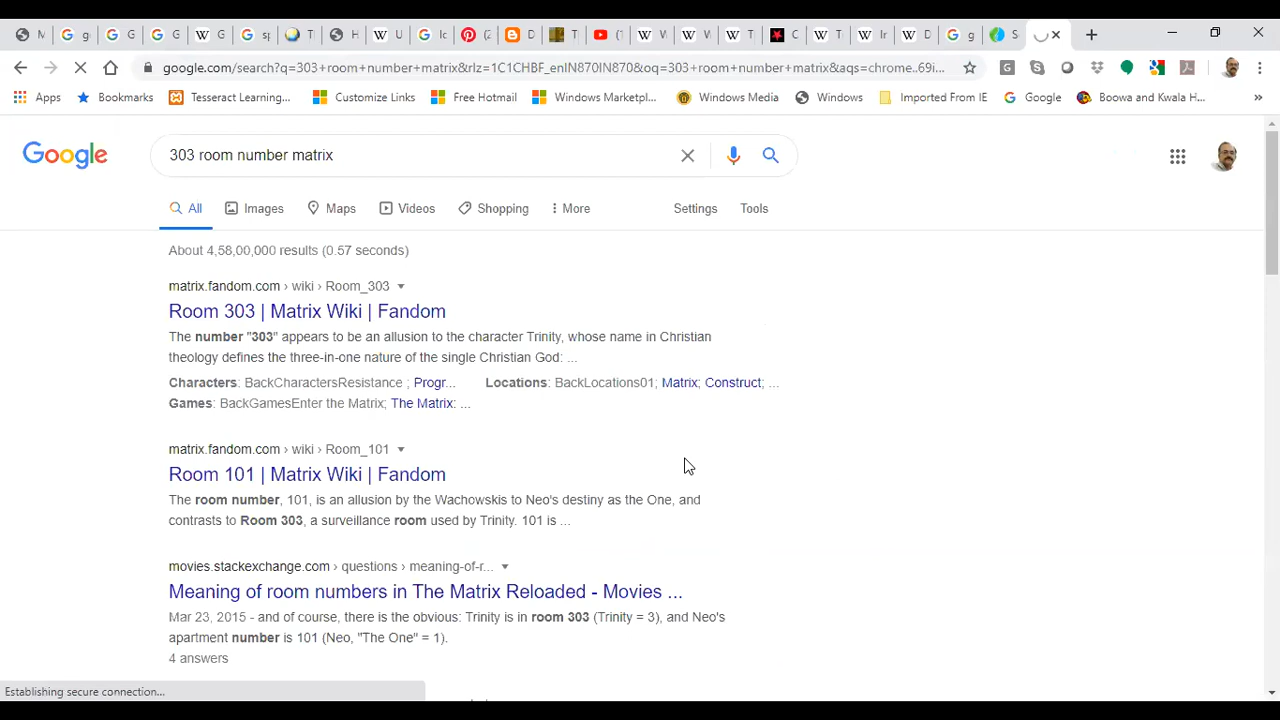 M
g
G
G
W G
sp
T
H
W U
Ic
(2
D
T
(1
W
W
T
C
T
Ir
D
g
S
google.com/search?q=303+room+number+matrix&rlz=1C1CHBF_enIN870IN870&oq=303+room+number+matrix&aqs=chrome..69i...
Apps Bookmarks Tesseract Learning... Customize Links Free Hotmail Windows Marketpl... Windows Media Windows Imported From IE Google Boowa and Kwala H... »
Google
303 room number matrix
All Images Maps Videos Shopping More Settings Tools
About 4,58,00,000 results (0.57 seconds)
matrix.fandom.com › wiki › Room_303
Room 303 | Matrix Wiki | Fandom
The number "303" appears to be an allusion to the character Trinity, whose name in Christian
theology defines the three-in-one nature of the single Christian God: ...
Characters: BackCharactersResistance ; Progr... Locations: BackLocations01; Matrix; Construct; ...
Games: BackGamesEnter the Matrix; The Matrix: ...
matrix.fandom.com › wiki › Room_101
Room 101 | Matrix Wiki | Fandom
The room number, 101, is an allusion by the Wachowskis to Neo's destiny as the One, and
contrasts to Room 303, a surveillance room used by Trinity. 101 is ...
movies.stackexchange.com › questions › meaning-of-r...
Meaning of room numbers in The Matrix Reloaded - Movies ...
Mar 23, 2015 - and of course, there is the obvious: Trinity is in room 303 (Trinity = 3), and Neo's
apartment number is 101 (Neo, "The One" = 1).
4 answers
Establishing secure connection...